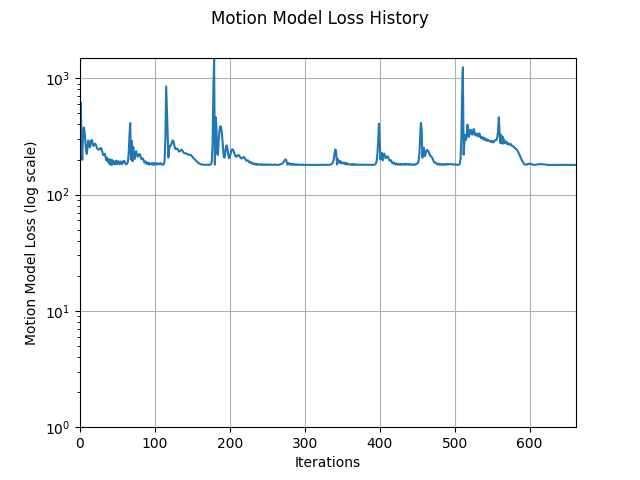 Motion Model Loss History
Motion Model Loss (log scale)
10³
10²
10¹
10⁰
0 100 200 300 400 500 600
Iterations